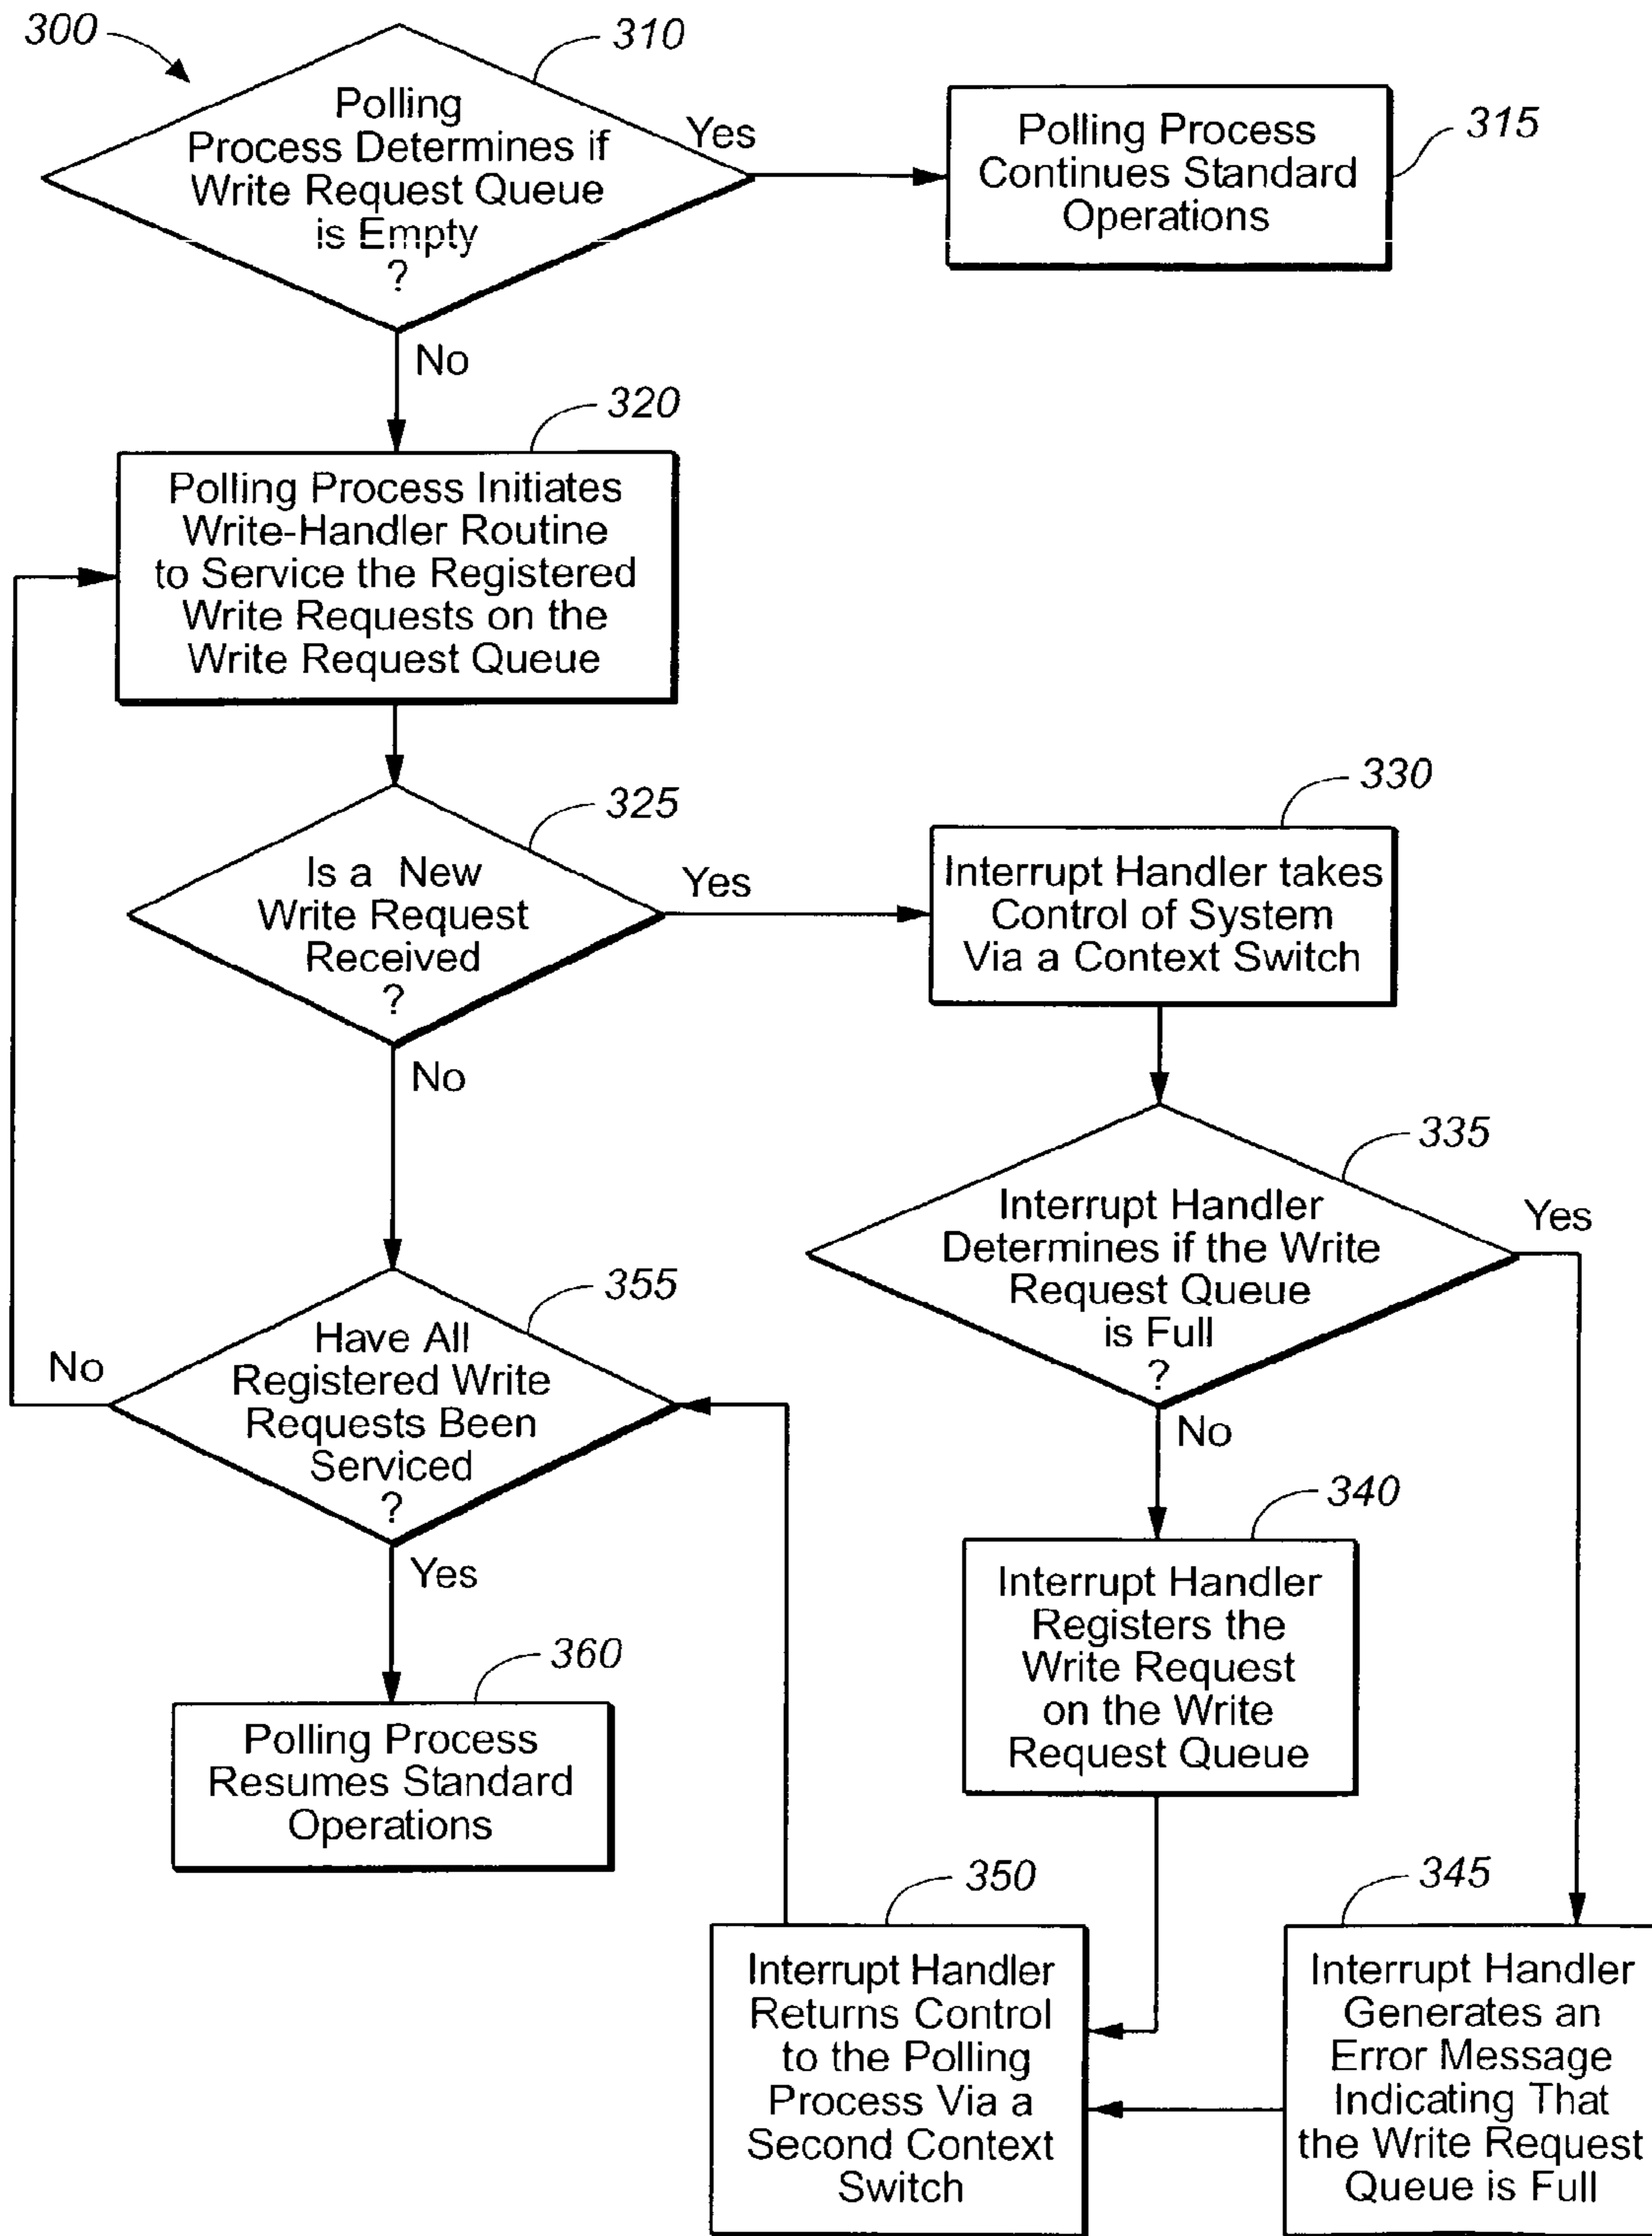 300
310
Polling
Process Determines if
Write Request Queue
is Empty
?
Yes
Polling Process
Continues Standard
Operations
315
No
320
Polling Process Initiates
Write-Handler Routine
to Service the Registered
Write Requests on the
Write Request Queue
325
Is a New
Write Request
Received
?
Yes
330
Interrupt Handler takes
Control of System
Via a Context Switch
No
335
Interrupt Handler
Determines if the Write
Request Queue
is Full
?
Yes
No
355
Have All
Registered Write
Requests Been
Serviced
?
No
Yes
340
Interrupt Handler
Registers the
Write Request
on the Write
Request Queue
360
Polling Process
Resumes Standard
Operations
350
Interrupt Handler
Returns Control
to the Polling
Process Via a
Second Context
Switch
345
Interrupt Handler
Generates an
Error Message
Indicating That
the Write Request
Queue is Full